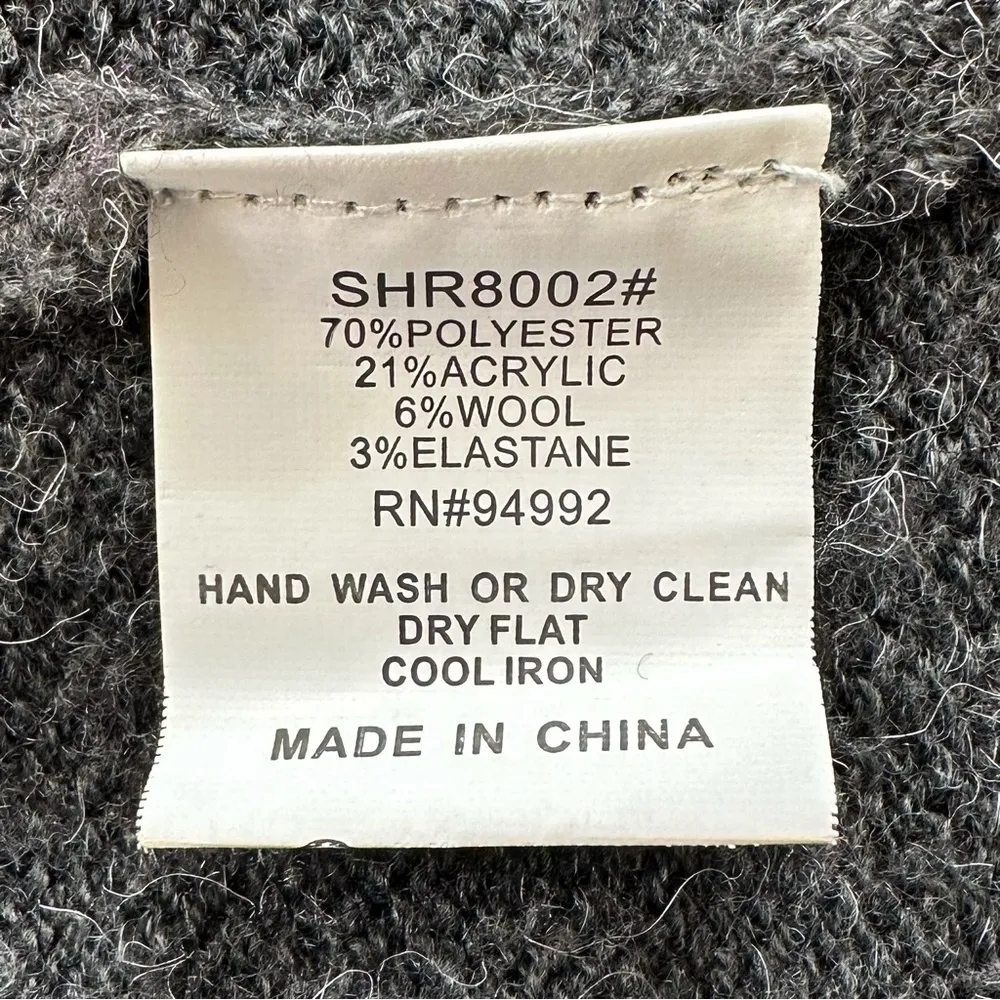 SHR8002#
70%POLYESTER
21%ACRYLIC
6%WOOL
3%ELASTANE
RN#94992
HAND WASH OR DRY CLEAN
DRY FLAT
COOL IRON
MADE IN CHINA